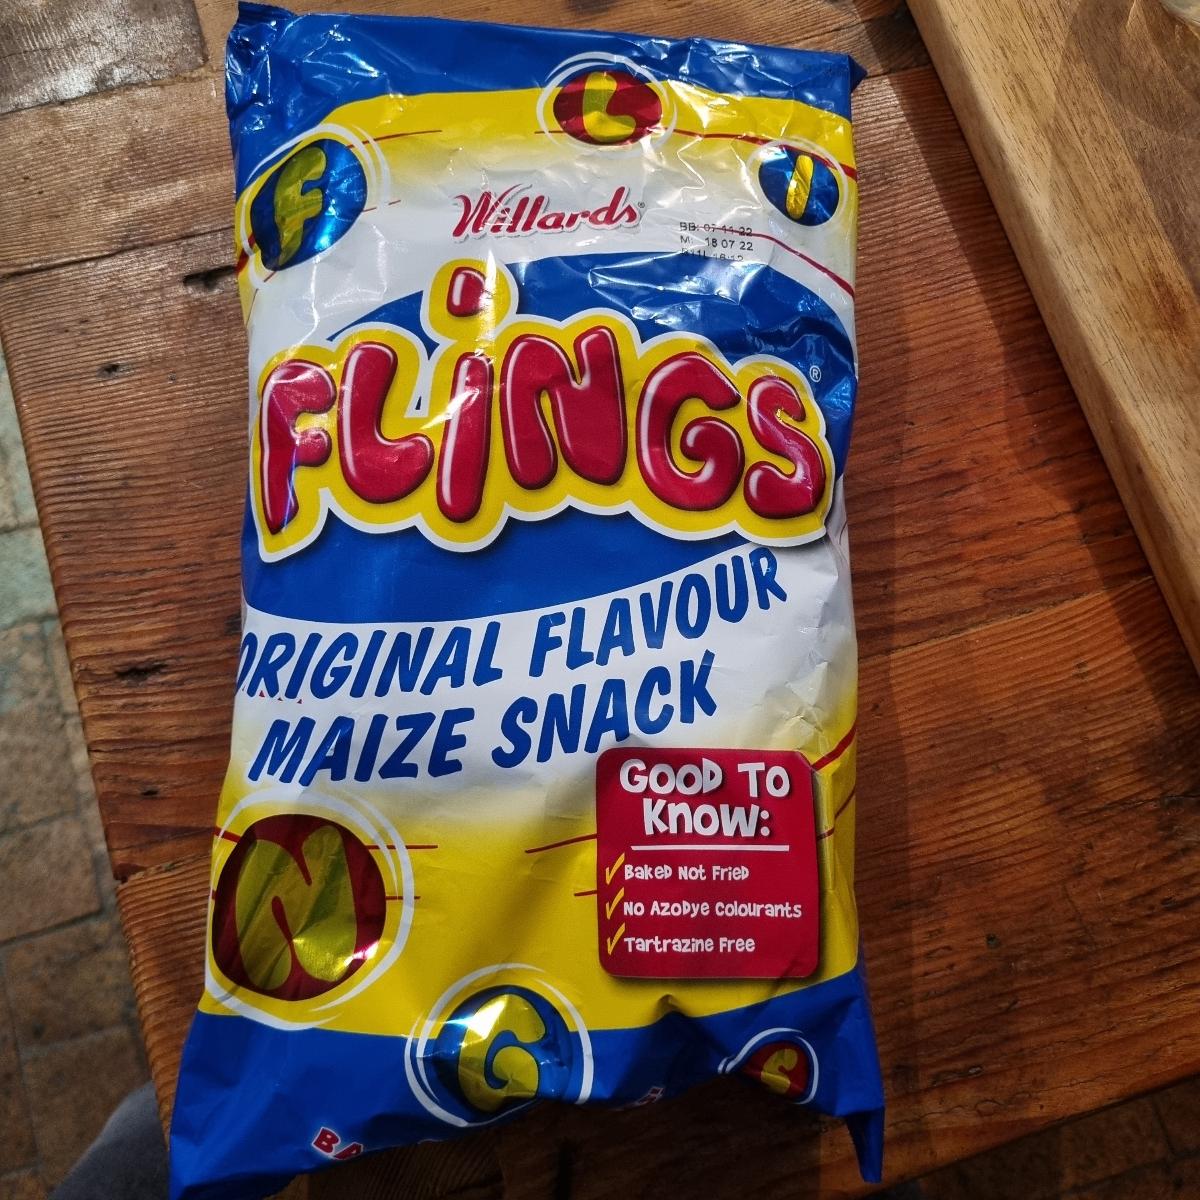 L
F
I
Willards®
BB: 07 11 22
M: 18 07 22
FLiNGS®
ORIGINAL FLAVOUR
MAIZE SNACK
GOOD TO
KNOW:
Baked Not Fried
No AzoDye Colourants
Tartrazine Free
N
G
S
BA